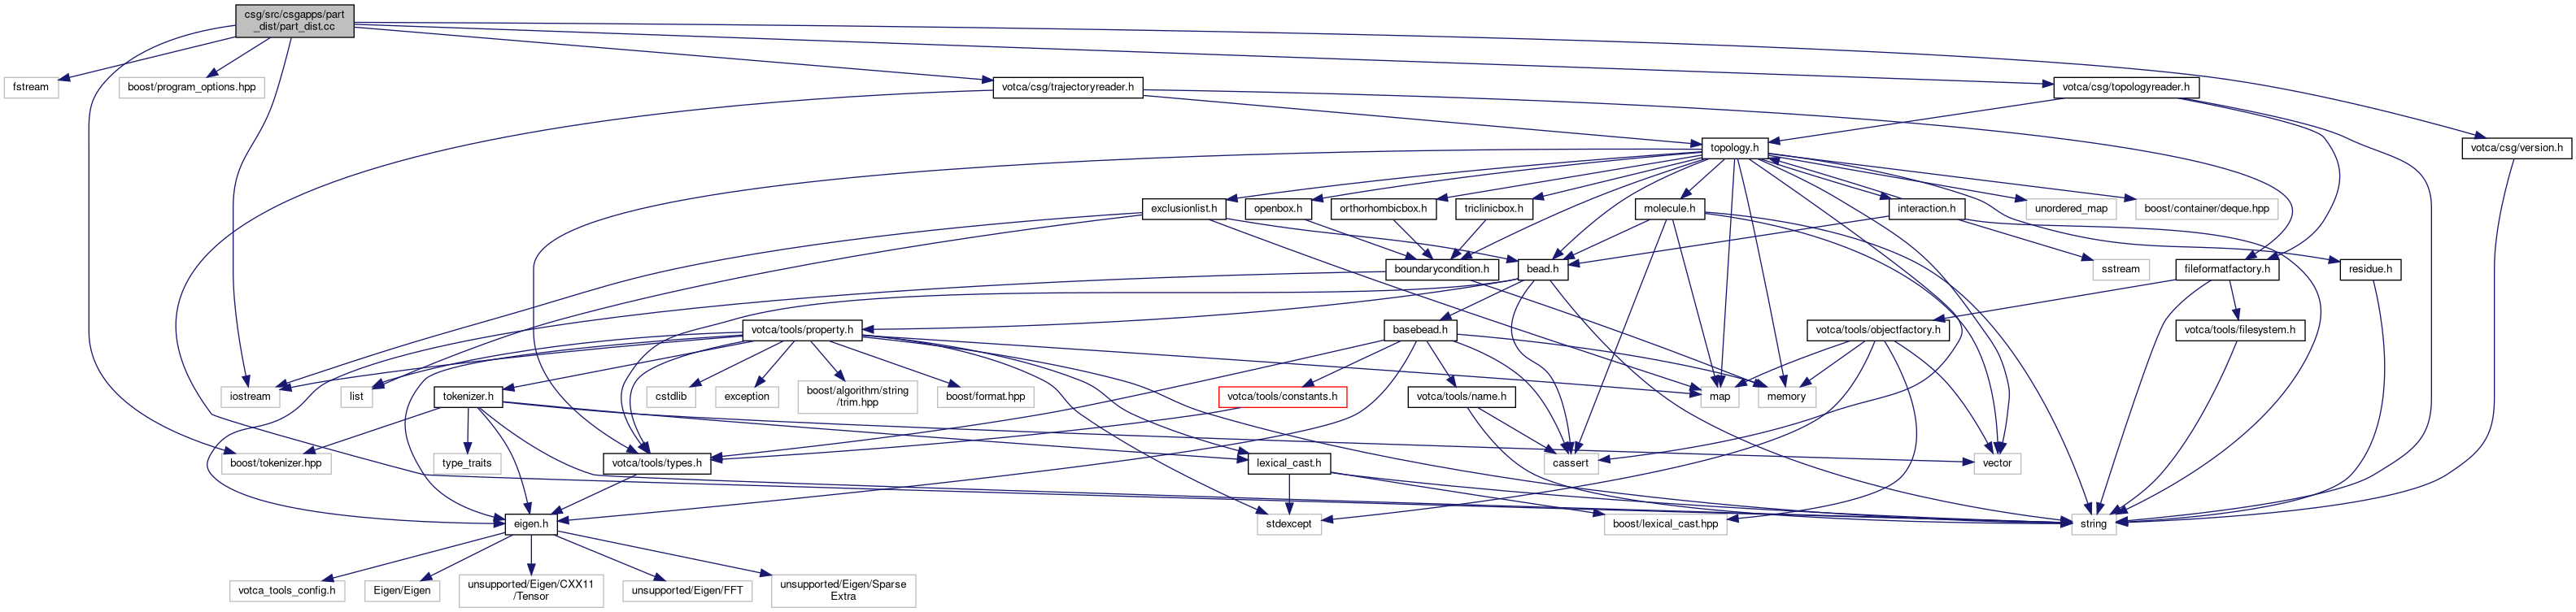 csg/src/csgapps/part
_dist/part_dist.cc
fstream
boost/program_options.hpp
votca/csg/trajectoryreader.h
votca/csg/topologyreader.h
topology.h
votca/csg/version.h
exclusionlist.h
openbox.h
orthorhombicbox.h
triclinicbox.h
molecule.h
interaction.h
unordered_map
boost/container/deque.hpp
boundarycondition.h
bead.h
sstream
fileformatfactory.h
residue.h
votca/tools/property.h
basebead.h
votca/tools/objectfactory.h
votca/tools/filesystem.h
iostream
list
tokenizer.h
cstdlib
exception
boost/algorithm/string
/trim.hpp
boost/format.hpp
votca/tools/constants.h
votca/tools/name.h
map
memory
boost/tokenizer.hpp
type_traits
votca/tools/types.h
lexical_cast.h
cassert
vector
eigen.h
stdexcept
boost/lexical_cast.hpp
string
votca_tools_config.h
Eigen/Eigen
unsupported/Eigen/CXX11
/Tensor
unsupported/Eigen/FFT
unsupported/Eigen/Sparse
Extra